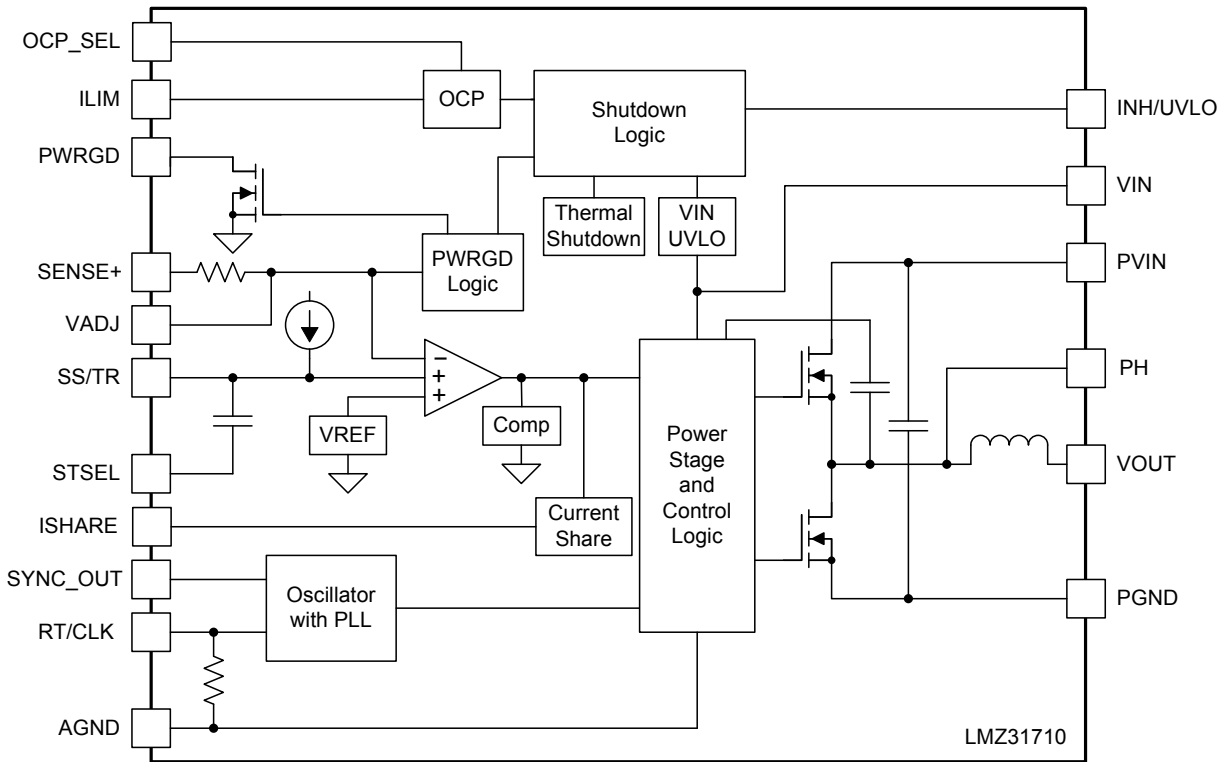 OCP_SEL
ILIM
PWRGD
SENSE+
VADJ
SS/TR
STSEL
ISHARE
SYNC_OUT
RT/CLK
AGND
OCP
Shutdown
Logic
Thermal
Shutdown
VIN
UVLO
PWRGD
Logic
−
+
+
VREF
Comp
Current
Share
Oscillator
with PLL
Power
Stage
and
Control
Logic
INH/UVLO
VIN
PVIN
PH
VOUT
PGND
LMZ31710